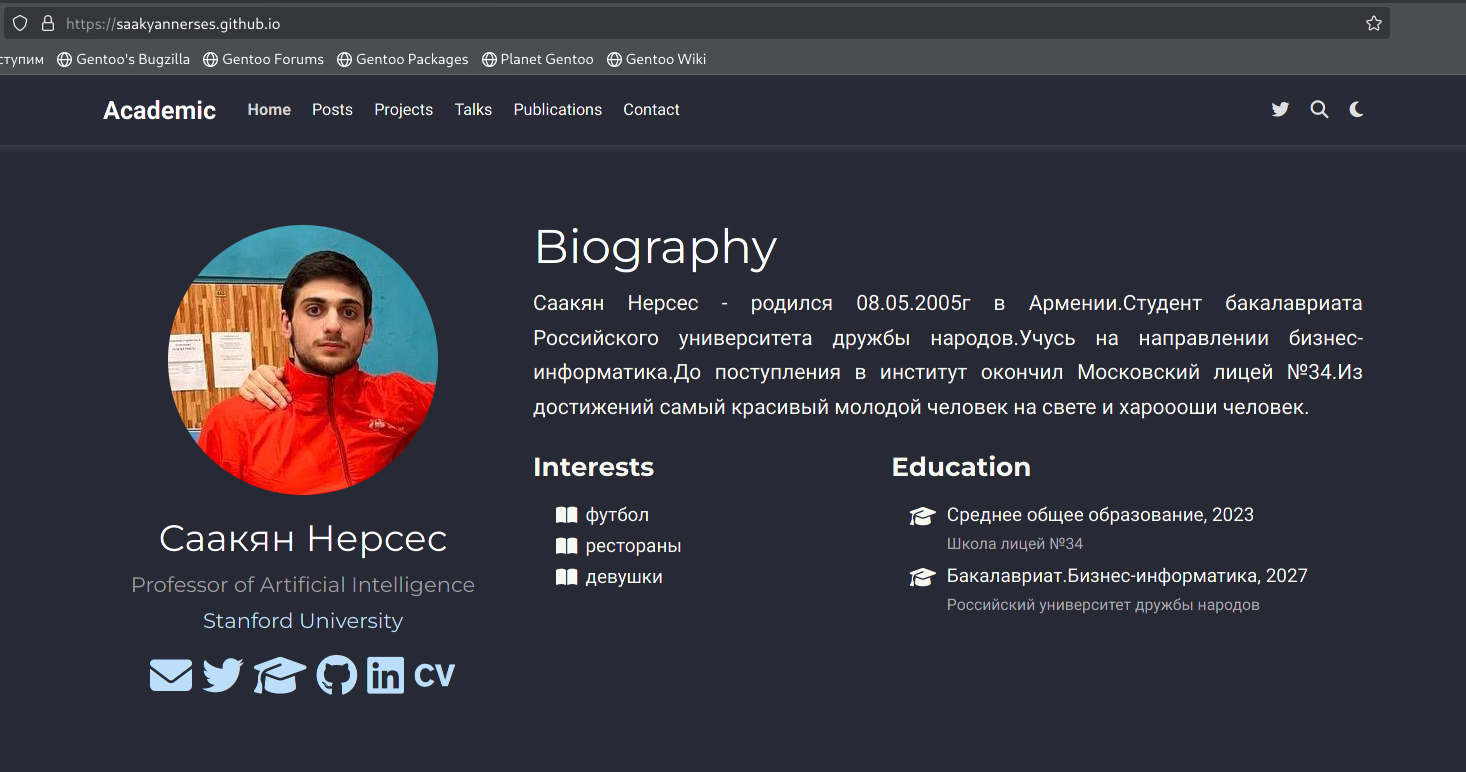 https://saakyannerses.github.io
ступим Gentoo's Bugzilla Gentoo Forums Gentoo Packages Planet Gentoo Gentoo Wiki
Academic Home Posts Projects Talks Publications Contact
Biography
Саакян Нерсес - родился 08.05.2005г в Армении.Студент бакалавриата
Российского университета дружбы народов.Учусь на направлении бизнес-
информатика.До поступления в институт окончил Московский лицей №34.Из
достижений самый красивый молодой человек на свете и хароооши человек.
Саакян Нерсес
Professor of Artificial Intelligence
Stanford University
CV
Interests
футбол
рестораны
девушки
Education
Среднее общее образование, 2023
Школа лицей №34
Бакалавриат.Бизнес-информатика, 2027
Российский университет дружбы народов